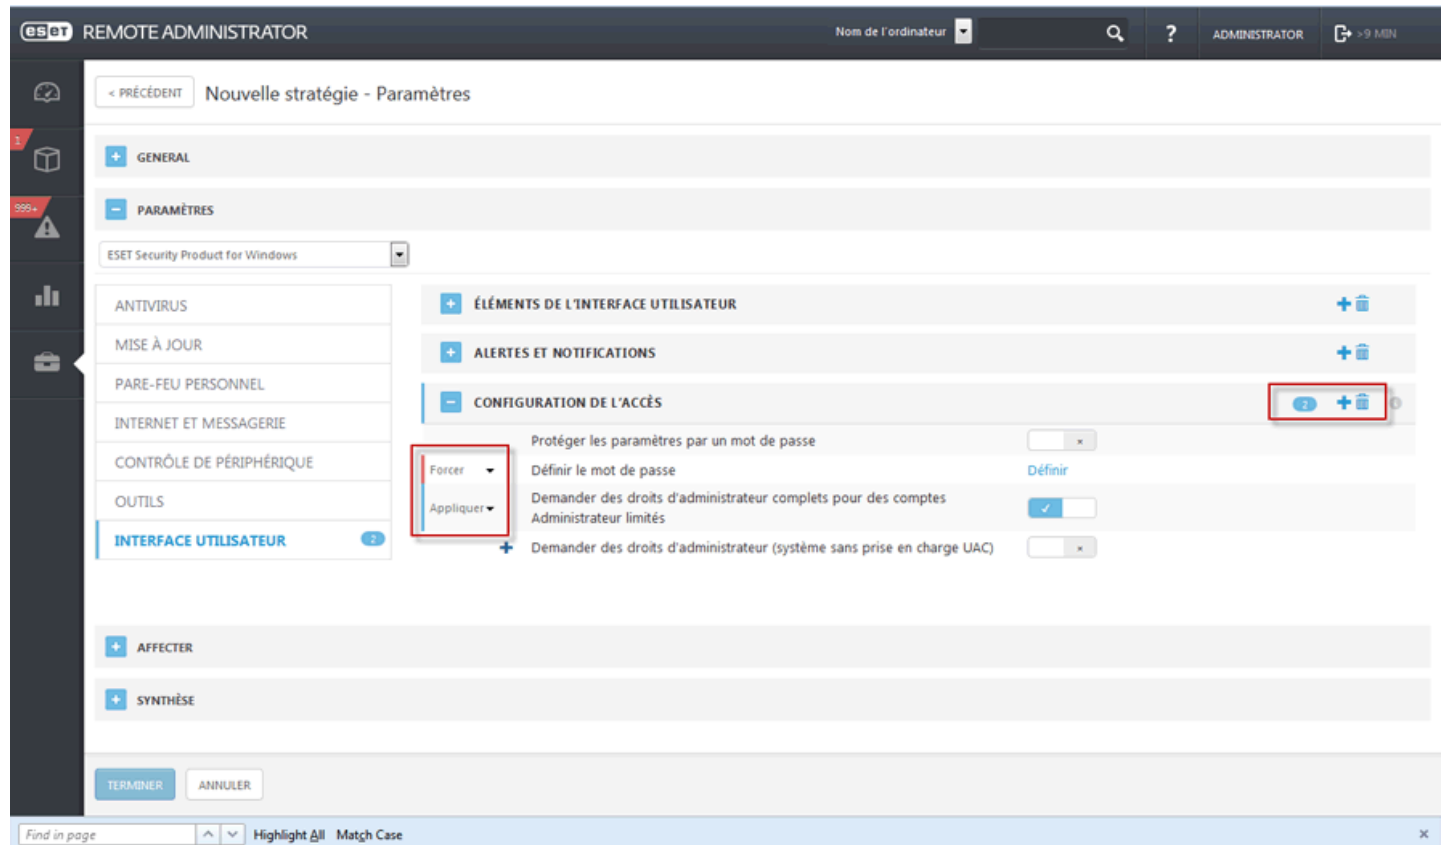 eset REMOTE ADMINISTRATOR
Nom de l'ordinateur
?
ADMINISTRATOR
>9 MIN
< PRÉCÉDENT
Nouvelle stratégie - Paramètres
1
GENERAL
999+
PARAMÈTRES
ESET Security Product for Windows
ANTIVIRUS
MISE À JOUR
PARE-FEU PERSONNEL
INTERNET ET MESSAGERIE
CONTRÔLE DE PÉRIPHÉRIQUE
OUTILS
INTERFACE UTILISATEUR 2
ÉLÉMENTS DE L'INTERFACE UTILISATEUR
ALERTES ET NOTIFICATIONS
CONFIGURATION DE L'ACCÈS 2
Protéger les paramètres par un mot de passe
Forcer Définir le mot de passe Définir
Appliquer Demander des droits d'administrateur complets pour des comptes
Administrateur limités
Demander des droits d'administrateur (système sans prise en charge UAC)
AFFECTER
SYNTHÈSE
TERMINER ANNULER
Find in page Highlight All Match Case